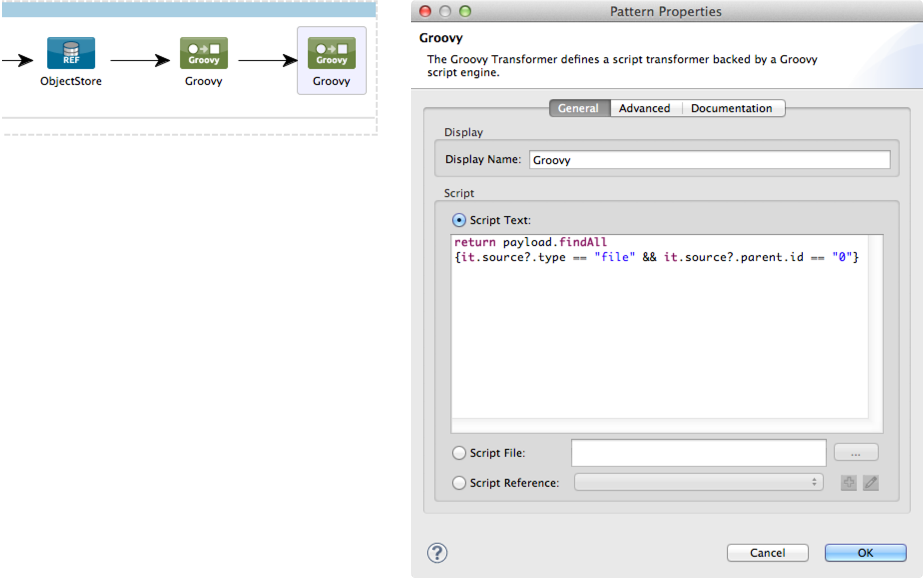 REF
ObjectStore
Groovy
Groovy
Groovy
Groovy
Pattern Properties
Groovy
The Groovy Transformer defines a script transformer backed by a Groovy
script engine.
General Advanced Documentation
Display
Display Name: Groovy
Script
Script Text:
return payload.findAll
{it.source?.type == "file" && it.source?.parent.id == "0"}
Script File: ...
Script Reference:
? Cancel OK